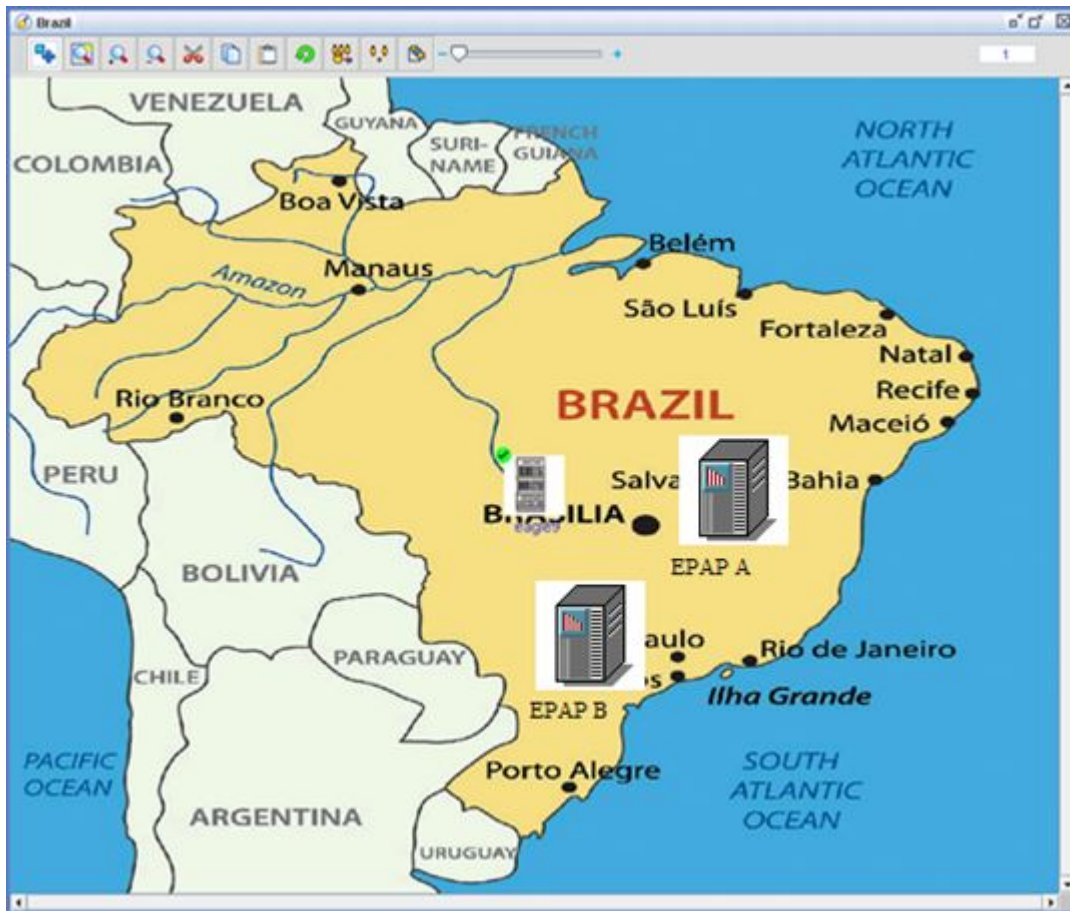 Brazil
1
VENEZUELA
GUYANA
SURI-
NAME
FRENCH
GUIANA
COLOMBIA
NORTH
ATLANTIC
OCEAN
Boa Vista
Belém
Manaus
Amazon
São Luís
Fortaleza
Natal
Recife
Maceió
Rio Branco
BRAZIL
PERU
Bahia
BRASILIA
eagle9
EPAP A
BOLIVIA
aulo
Rio de Janeiro
PARAGUAY
CHILE
Ilha Grande
EPAP B
PACIFIC
OCEAN
Porto Alegre
SOUTH
ATLANTIC
OCEAN
ARGENTINA
URUGUAY